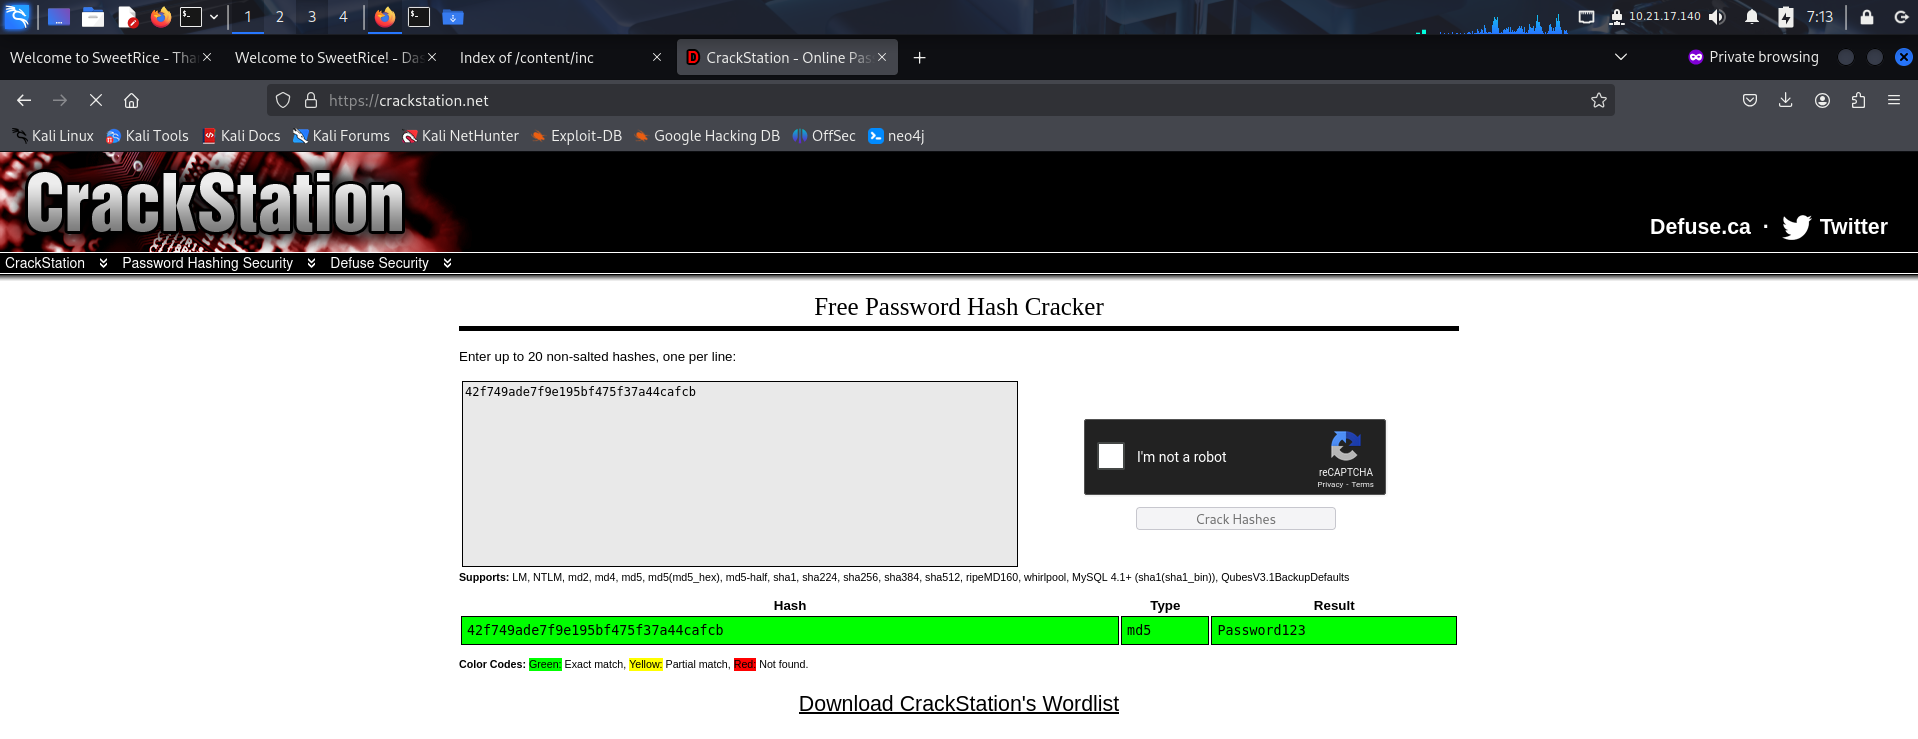 1 2 3 4 10.21.17.140 7:13
Welcome to SweetRice - Tha Welcome to SweetRice! - Das Index of /content/inc CrackStation - Online Pas Private browsing
https://crackstation.net
Kali Linux Kali Tools Kali Docs Kali Forums Kali NetHunter Exploit-DB Google Hacking DB OffSec neo4j
CrackStation
Defuse.ca · Twitter
CrackStation Password Hashing Security Defuse Security
Free Password Hash Cracker
Enter up to 20 non-salted hashes, one per line:
42f749ade7f9e195bf475f37a44cafcb
I'm not a robot
reCAPTCHA
Privacy - Terms
Crack Hashes
Supports: LM, NTLM, md2, md4, md5, md5(md5_hex), md5-half, sha1, sha224, sha256, sha384, sha512, ripeMD160, whirlpool, MySQL 4.1+ (sha1(sha1_bin)), QubesV3.1BackupDefaults
Hash Type Result
42f749ade7f9e195bf475f37a44cafcb md5 Password123
Color Codes: Green: Exact match, Yellow: Partial match, Red: Not found.
Download CrackStation's Wordlist